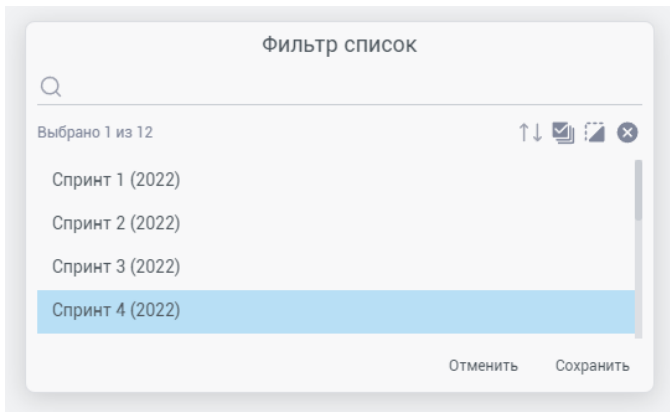 Фильтр список
Выбрано 1 из 12
Спринт 1 (2022)
Спринт 2 (2022)
Спринт 3 (2022)
Спринт 4 (2022)
Отменить Сохранить